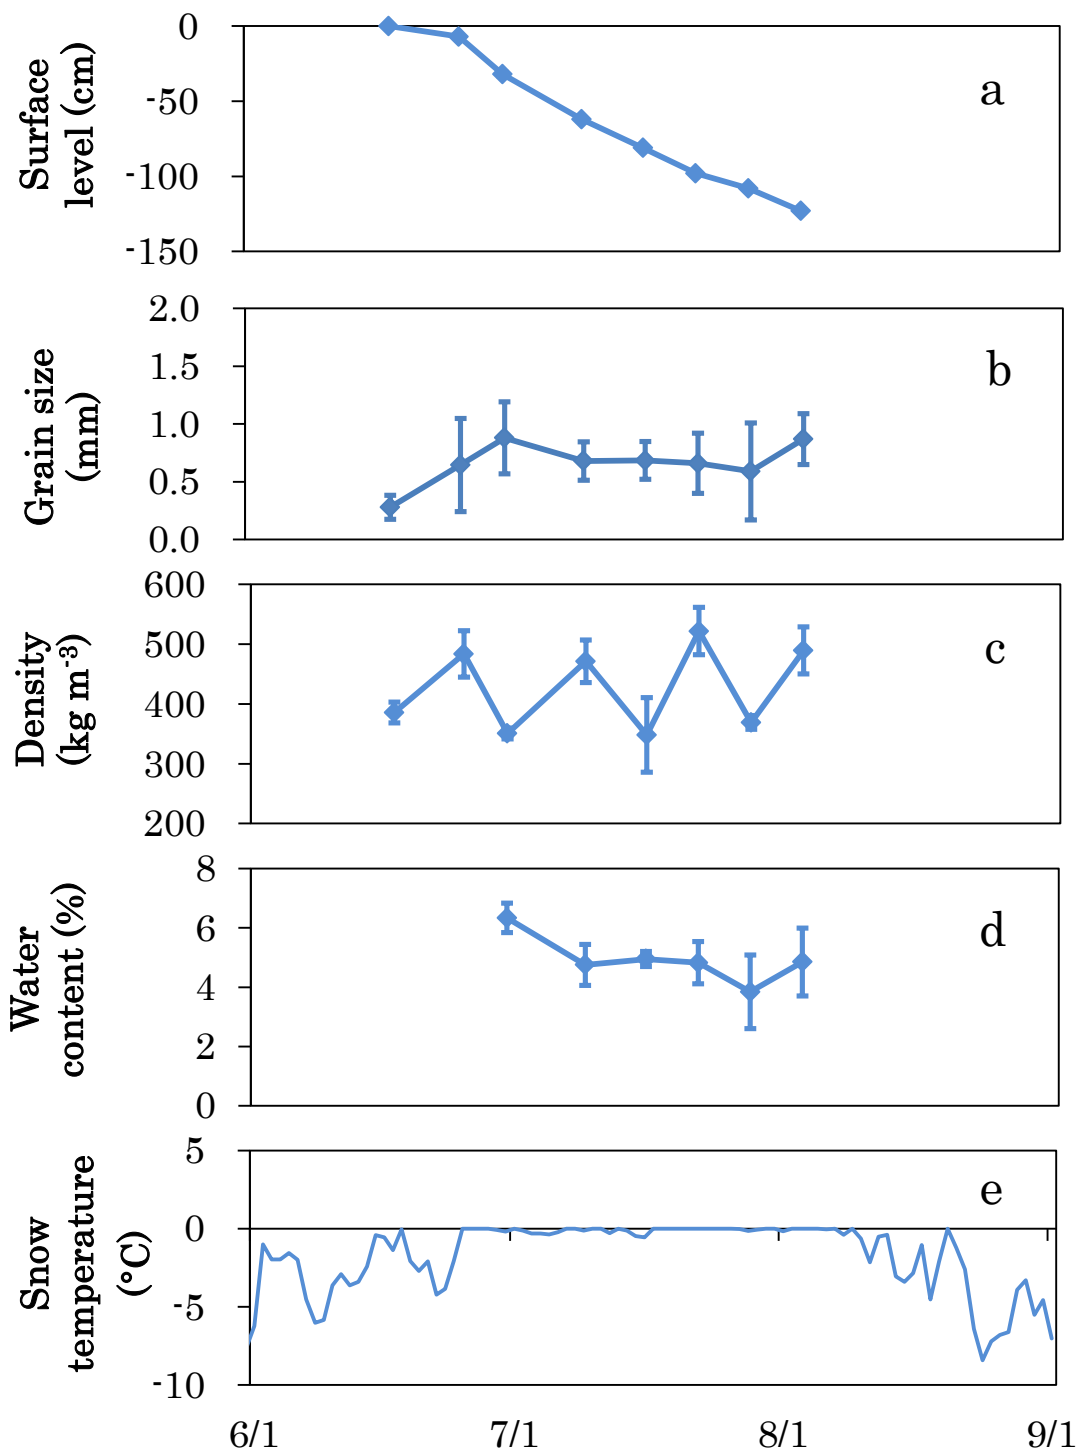 Surface
level (cm)
0
-50
-100
-150
a
Grain size
(mm)
2.0
1.5
1.0
0.5
0.0
b
Density
(kg m-3)
600
500
400
300
200
c
Water
content (%)
8
6
4
2
0
d
Snow
temperature
(°C)
5
0
-5
-10
e
6/1 7/1 8/1 9/1